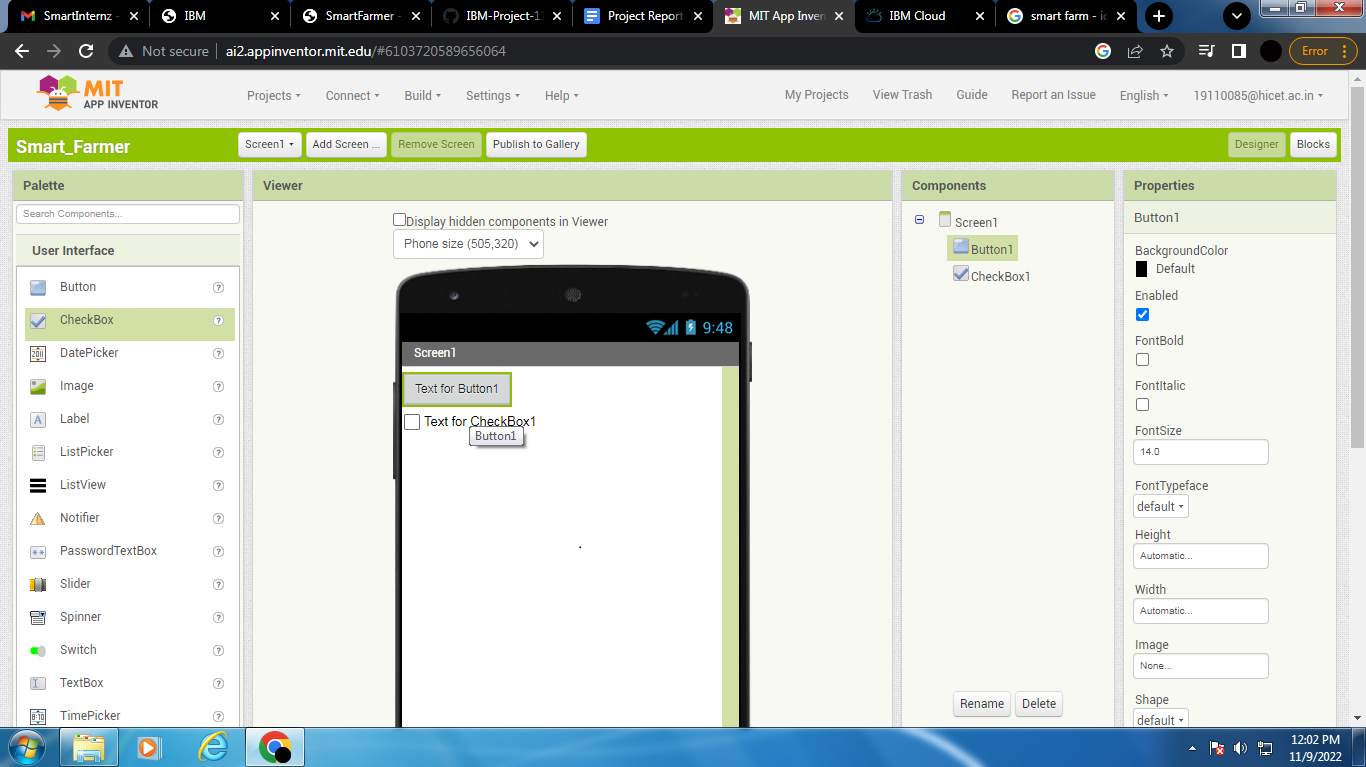 SmartInternz -
IBM
SmartFarmer -
IBM-Project-1
Project Report
MIT App Inven
IBM Cloud
smart farm - ic
Not secure
ai2.appinventor.mit.edu/#6103720589656064
Error
MIT
APP INVENTOR
Projects
Connect
Build
Settings
Help
My Projects
View Trash
Guide
Report an Issue
English
19110085@hicet.ac.in
Smart_Farmer
Screen1
Add Screen ...
Remove Screen
Publish to Gallery
Designer
Blocks
Palette
Search Components...
User Interface
Button
CheckBox
DatePicker
Image
Label
ListPicker
ListView
Notifier
PasswordTextBox
Slider
Spinner
Switch
TextBox
TimePicker
Viewer
Display hidden components in Viewer
Phone size (505,320)
9:48
Screen1
Text for Button1
Text for CheckBox1
Button1
Components
Screen1
Button1
CheckBox1
Rename
Delete
Properties
Button1
BackgroundColor
Default
Enabled
FontBold
FontItalic
FontSize
14.0
FontTypeface
default
Height
Automatic...
Width
Automatic...
Image
None...
Shape
default
12:02 PM
11/9/2022